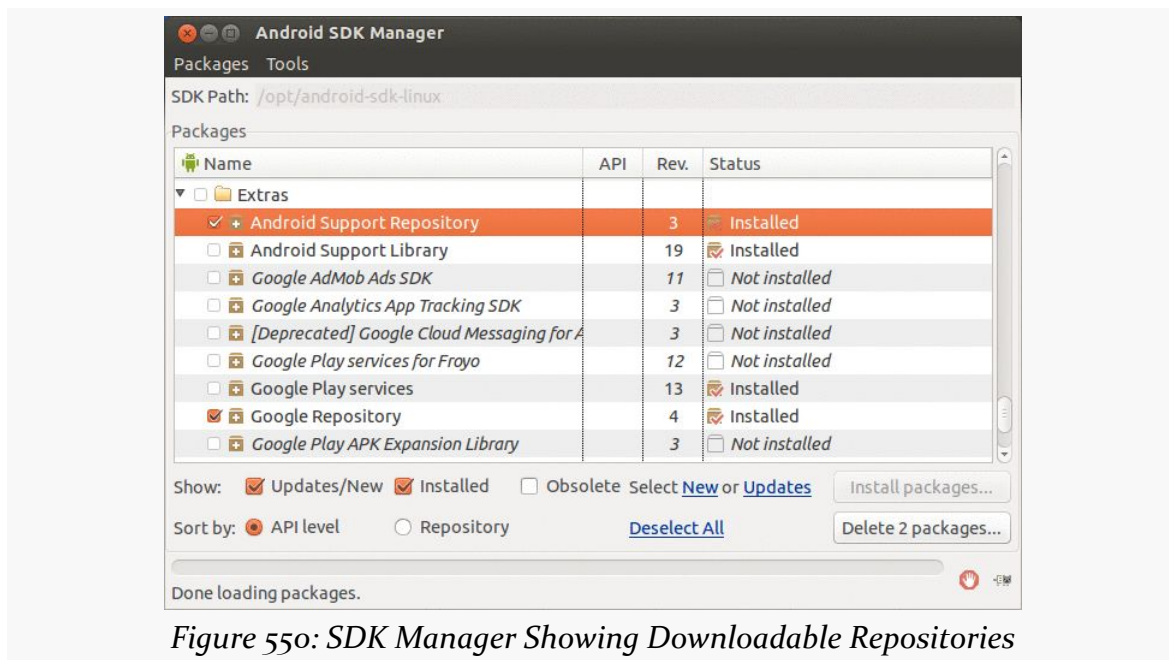 Android SDK Manager
Packages Tools
SDK Path: /opt/android-sdk-linux
Packages
Name API Rev. Status
Extras
Android Support Repository 3 Installed
Android Support Library 19 Installed
Google AdMob Ads SDK 11 Not installed
Google Analytics App Tracking SDK 3 Not installed
[Deprecated] Google Cloud Messaging for A 3 Not installed
Google Play services for Froyo 12 Not installed
Google Play services 13 Installed
Google Repository 4 Installed
Google Play APK Expansion Library 3 Not installed
Show: Updates/New Installed Obsolete Select New or Updates Install packages...
Sort by: API level Repository Deselect All Delete 2 packages...
Done loading packages.
Figure 550: SDK Manager Showing Downloadable Repositories